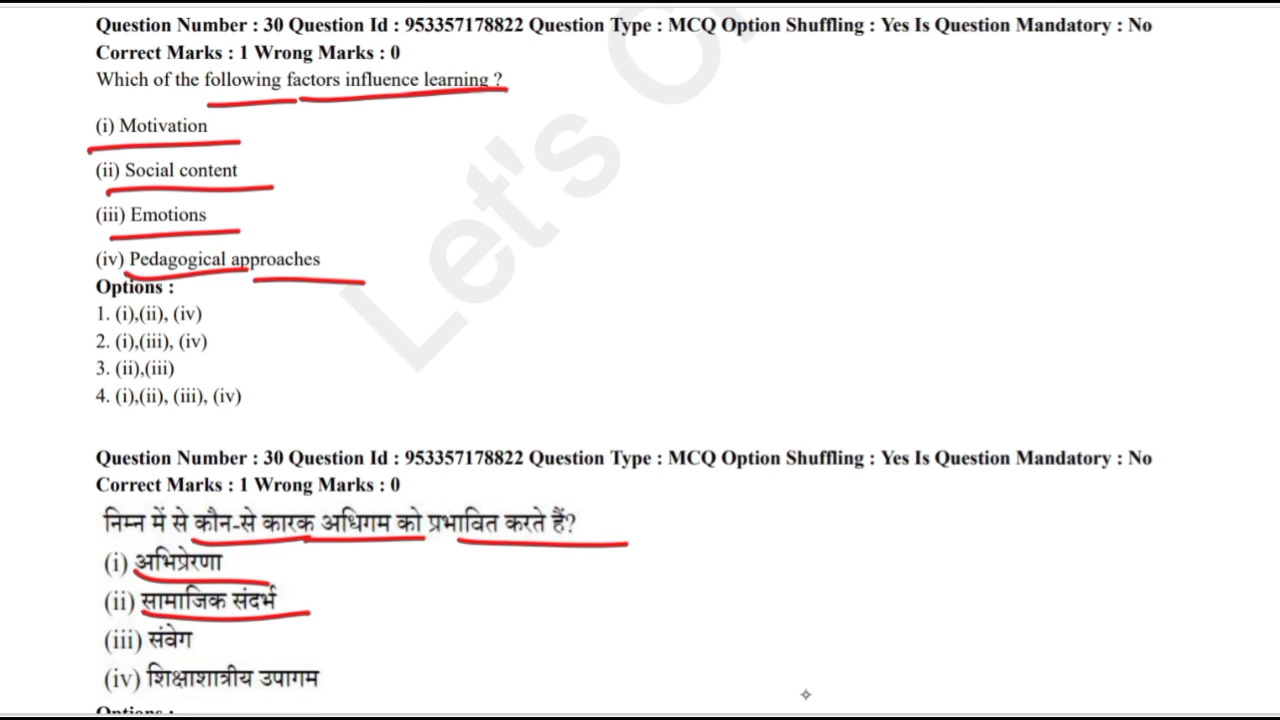 Question Number : 30 Question Id : 953357178822 Question Type : MCQ Option Shuffling : Yes Is Question Mandatory : No
Correct Marks : 1 Wrong Marks : 0
Which of the following factors influence learning ?
(i) Motivation
(ii) Social content
(iii) Emotions
(iv) Pedagogical approaches
Options :
1. (i),(ii), (iv)
2. (i),(iii), (iv)
3. (ii),(iii)
4. (i),(ii), (iii), (iv)
Let's
Question Number : 30 Question Id : 953357178822 Question Type : MCQ Option Shuffling : Yes Is Question Mandatory : No
Correct Marks : 1 Wrong Marks : 0
निम्न में से कौन-से कारक अधिगम को प्रभावित करते हैं?
(i) अभिप्रेरणा
(ii) सामाजिक संदर्भ
(iii) संवेग
(iv) शिक्षाशात्रीय उपागम
Options :